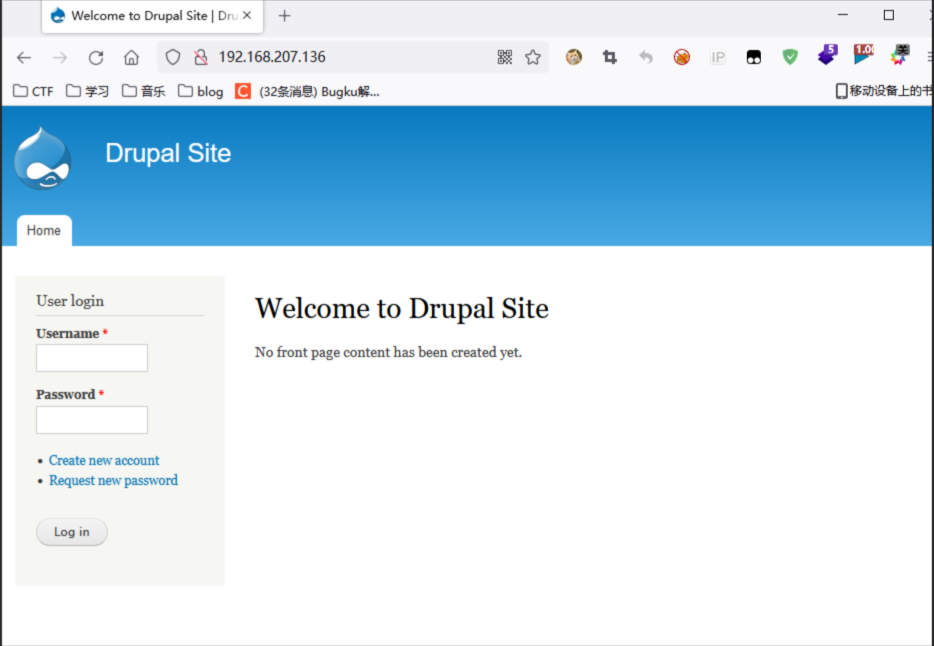 Welcome to Drupal Site | Dru
192.168.207.136
IP
5
1.00
CTF
学习
音乐
blog
C
(32条消息) Bugku解...
移动设备上的书
Drupal Site
Home
User login
Username *
Password *
Create new account
Request new password
Log in
Welcome to Drupal Site
No front page content has been created yet.